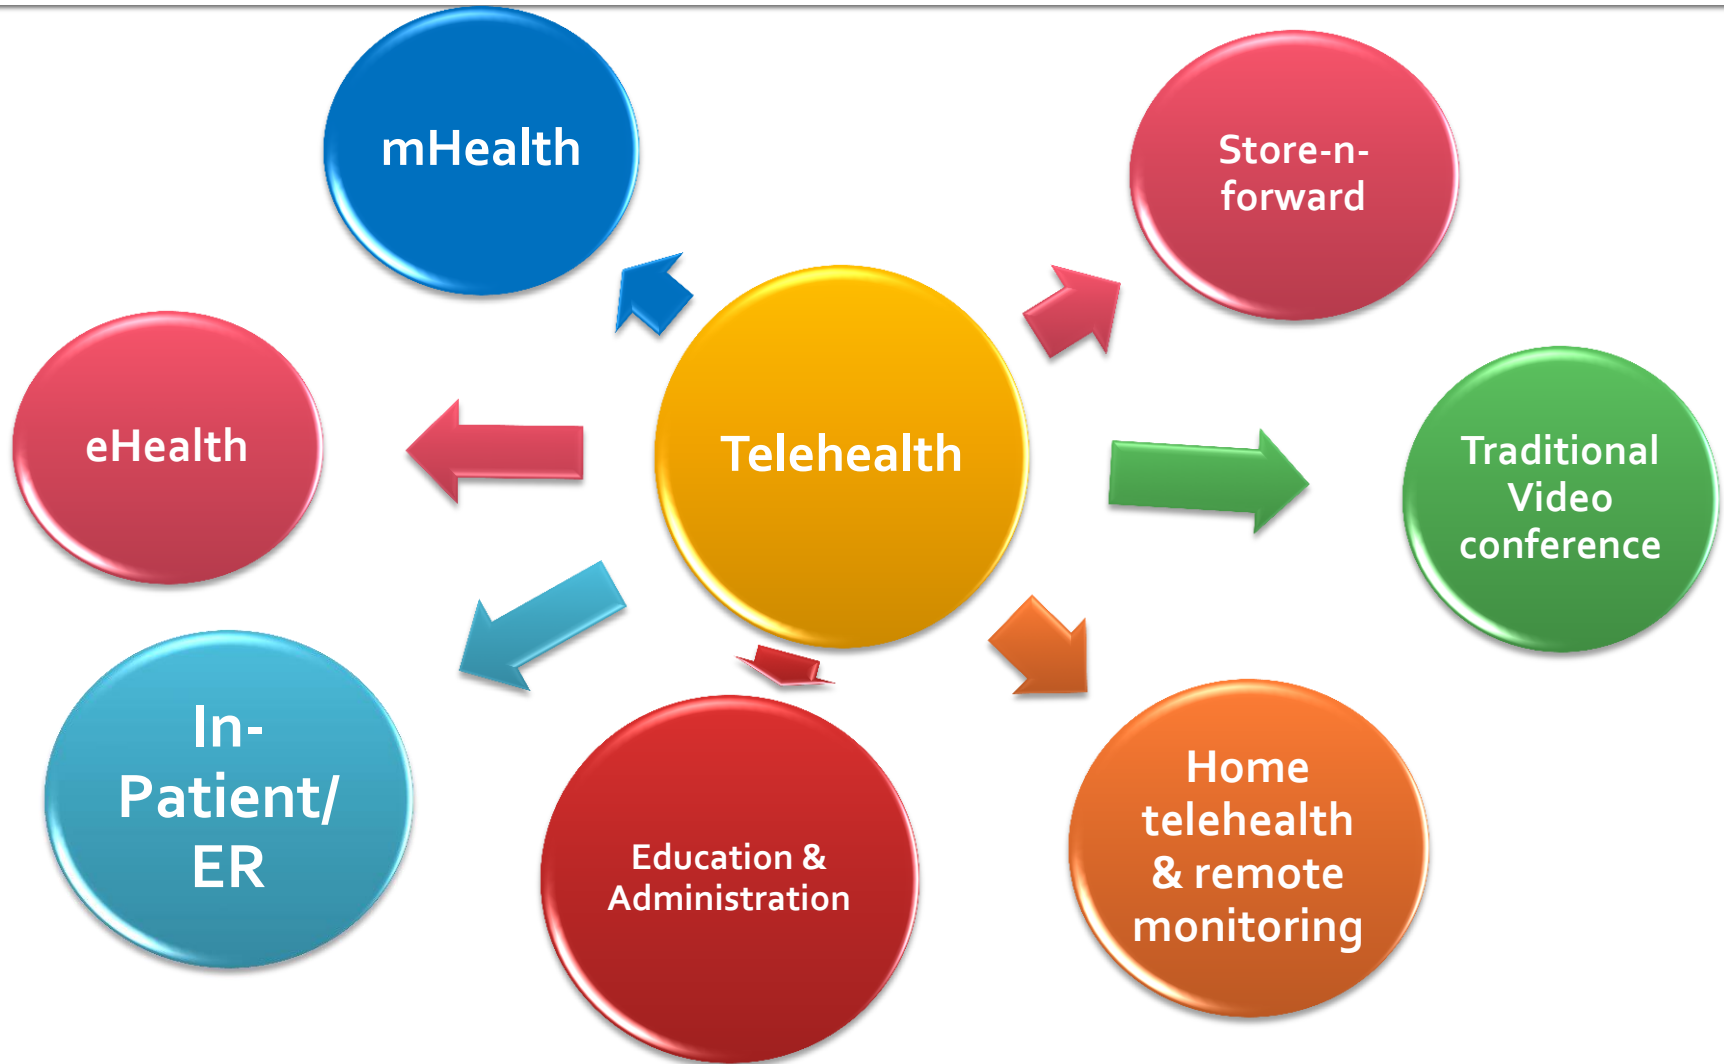 mHealth
Store-n-
forward
eHealth
Telehealth
Traditional
Video
conference
In-
Patient/
ER
Education &
Administration
Home
telehealth
& remote
monitoring